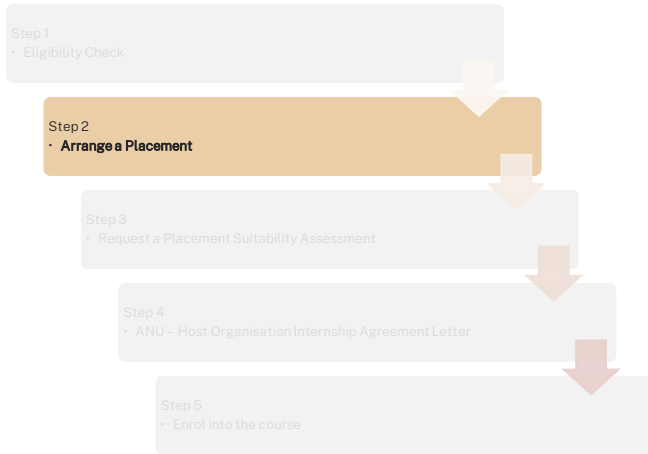 Step 1
• Eligibility Check
Step 2
• Arrange a Placement
Step 3
• Request a Placement Suitability Assessment
Step 4
• ANU – Host Organisation Internship Agreement Letter
Step 5
• Enrol into the course